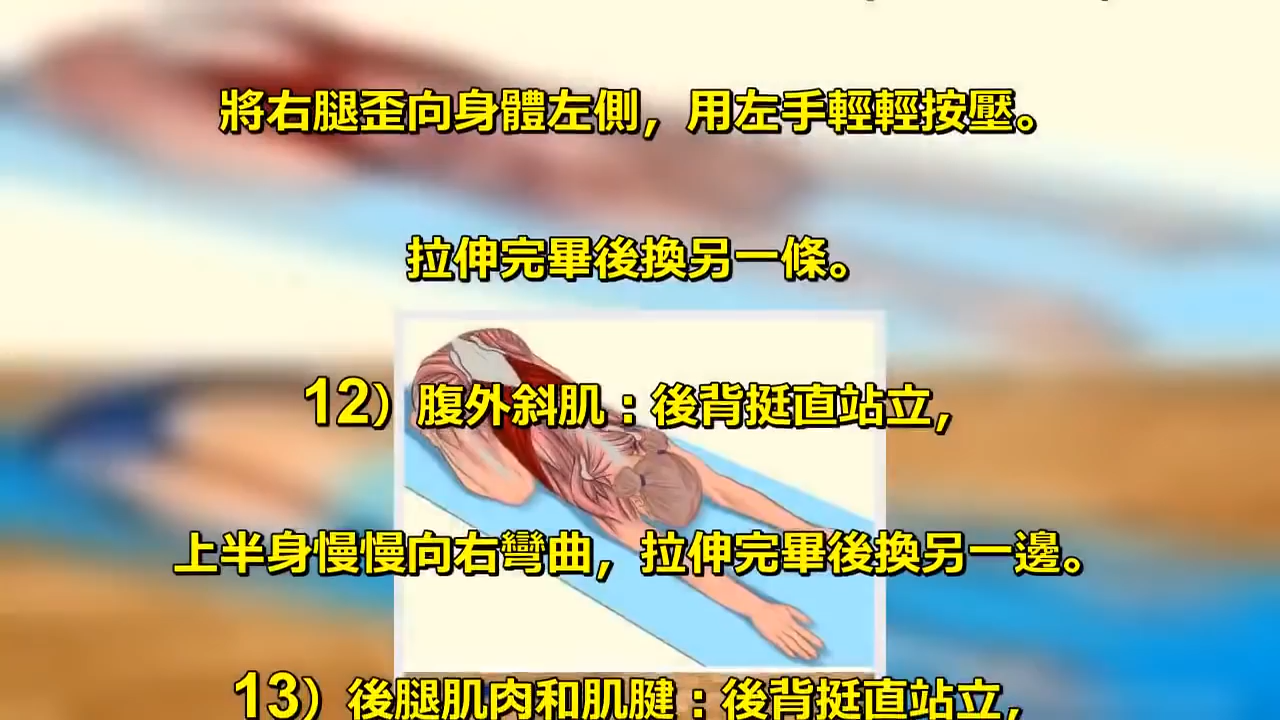 將右腿歪向身體左側，用左手輕輕按壓。
拉伸完畢後換另一條。
12）腹外斜肌：後背挺直站立，
上半身慢慢向右彎曲，拉伸完畢後換另一邊。
13）後腿肌肉和肌腱：後背挺直站立，